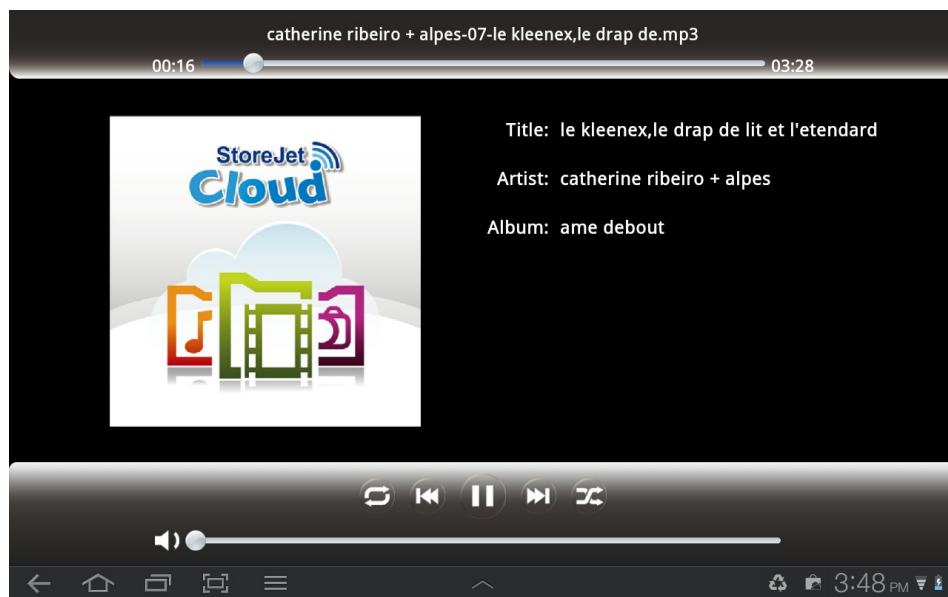 catherine ribeiro + alpes-07-le kleenex,le drap de.mp3
00:16 03:28
StoreJet
Cloud
Title: le kleenex,le drap de lit et l'etendard
Artist: catherine ribeiro + alpes
Album: ame debout
3:48 PM